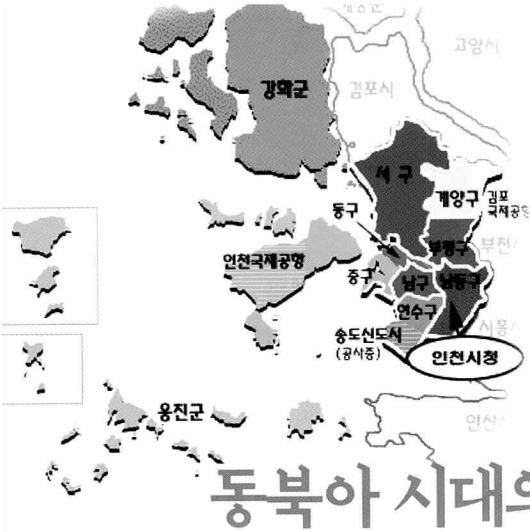 고양시
강화군
김포시
서구
계양구
김포
국제공항
동구
부평구
부천시
인천국제공항
중구
남구
남동구
연수구
시흥시
송도신도시
(공사중)
인천시청
옹진군
안산
동북아 시대의